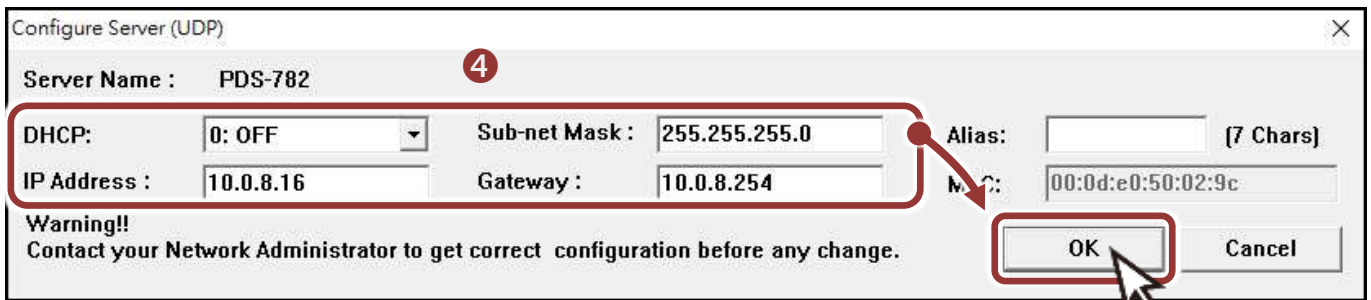 Configure Server (UDP)
Server Name : PDS-782
4
DHCP: 0: OFF Sub-net Mask : 255.255.255.0 Alias: (7 Chars)
IP Address : 10.0.8.16 Gateway : 10.0.8.254 00:0d:e0:50:02:9c
Warning!!
Contact your Network Administrator to get correct configuration before any change.
OK Cancel